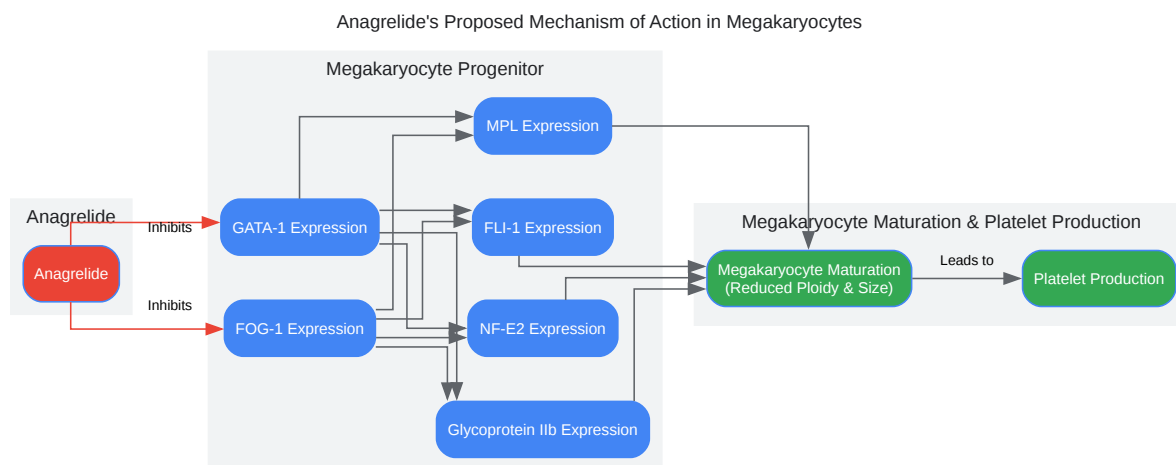 Anagrelide's Proposed Mechanism of Action in Megakaryocytes
Megakaryocyte Progenitor
MPL Expression
Anagrelide
Inhibits
GATA-1 Expression
FLI-1 Expression
Megakaryocyte Maturation & Platelet Production
Anagrelide
Megakaryocyte Maturation
(Reduced Ploidy & Size)
Leads to
Platelet Production
Inhibits
FOG-1 Expression
NF-E2 Expression
Glycoprotein IIb Expression